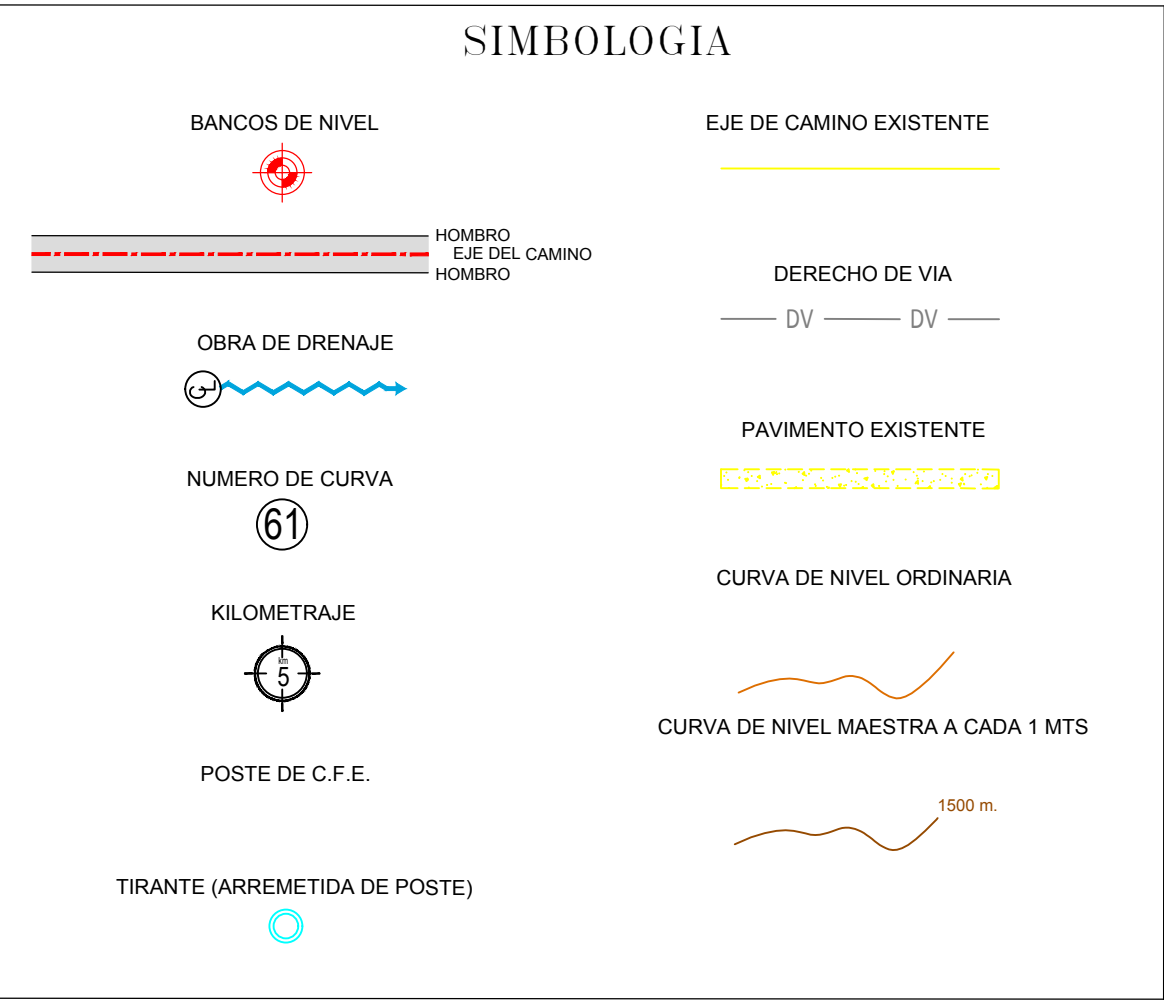 SIMBOLOGIA
BANCOS DE NIVEL
HOMBRO
EJE DEL CAMINO
HOMBRO
OBRA DE DRENAJE
NUMERO DE CURVA
61
KILOMETRAJE
km
5
POSTE DE C.F.E.
TIRANTE (ARREMETIDA DE POSTE)
EJE DE CAMINO EXISTENTE
DERECHO DE VIA
DV DV
PAVIMENTO EXISTENTE
CURVA DE NIVEL ORDINARIA
CURVA DE NIVEL MAESTRA A CADA 1 MTS
1500 m.